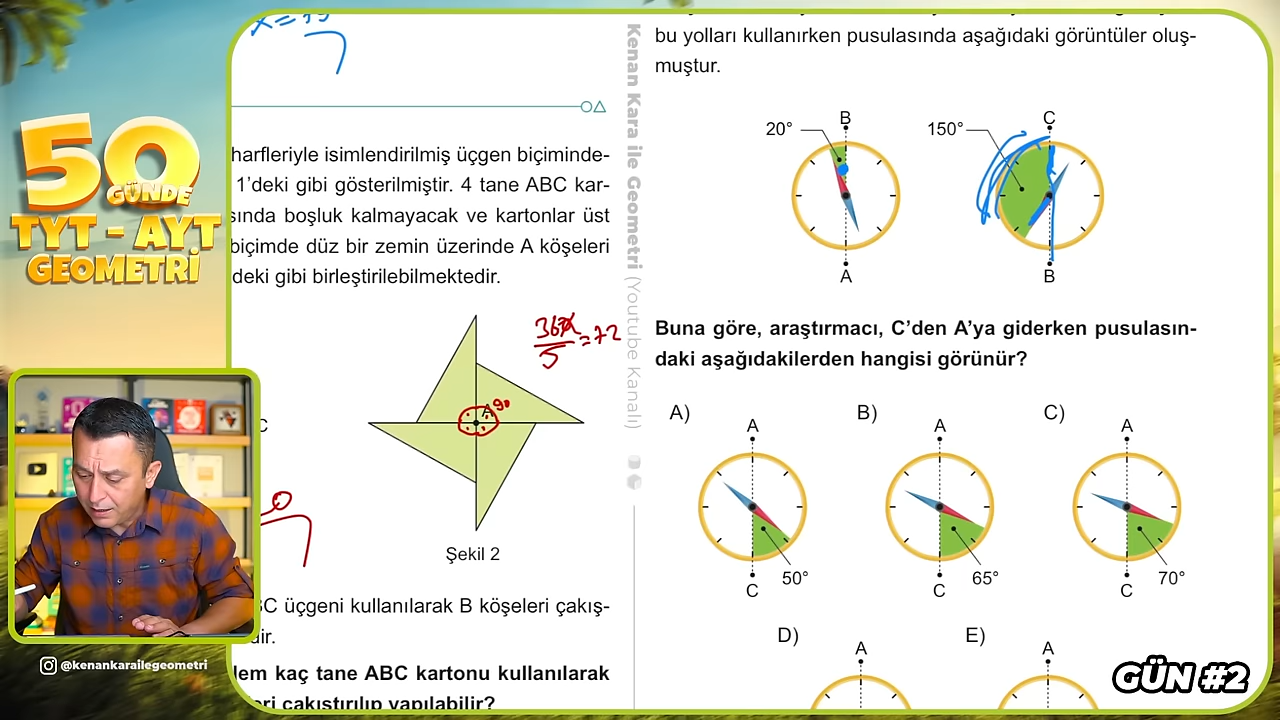 50
GÜNDE
TYT - AYT
GEOMETRİ
@kenankarailegeometri
harfleriyle isimlendirilmiş üçgen biçiminde-
1'deki gibi gösterilmiştir. 4 tane ABC kar-
sında boşluk kalmayacak ve kartonlar üst
biçimde düz bir zemin üzerinde A köşeleri
deki gibi birleştirilebilmektedir.
360
5
=72
A
90
C
Şekil 2
BC üçgeni kullanılarak B köşeleri çakış-
dir.
lem kaç tane ABC kartonu kullanılarak
eri çakıştırılıp yapılabilir?
Kenan Kara ile Geometri (Youtube Kanalı)
bu yolları kullanırken pusulasında aşağıdaki görüntüler oluş-
muştur.
20°
B
A
150°
C
B
Buna göre, araştırmacı, C'den A'ya giderken pusulasın-
daki aşağıdakilerden hangisi görünür?
A)
A
50°
C
B)
A
65°
C
C)
A
70°
C
D)
A
E)
A
GÜN #2